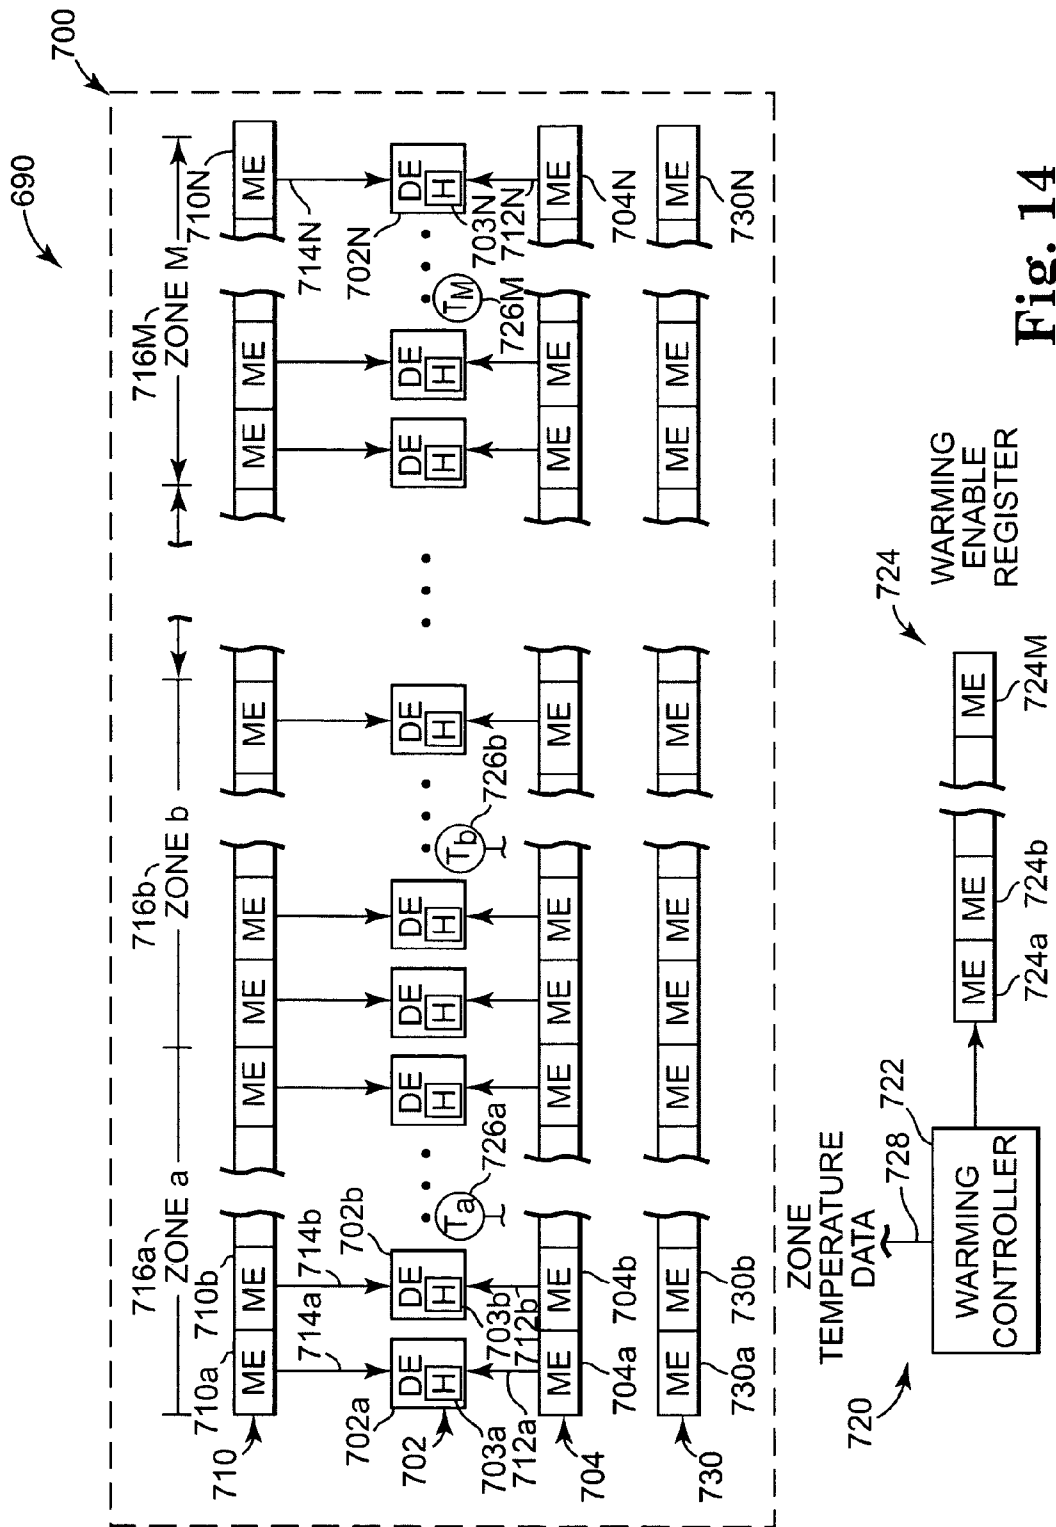 690
700
716a
716b
716M
ZONE a
ZONE b
ZONE M
710a
710b
710N
710
ME ME ME ME ME ME ME ME ME ME
714a
714b
714N
702a
702b
702N
702
DE DE DE DE DE DE DE DE DE
H H H H H H H H H
703a
703b
703N
Ta
726a
Tb
726b
TM
726M
712a
712b
712N
704
ME ME ME ME ME ME ME ME ME
704a
704b
704N
730
ME ME ME ME ME ME ME ME ME
730a
730b
730N
720
ZONE
TEMPERATURE
DATA
728
722
WARMING
CONTROLLER
724
ME ME ME
724a
724b
724M
WARMING
ENABLE
REGISTER
Fig. 14